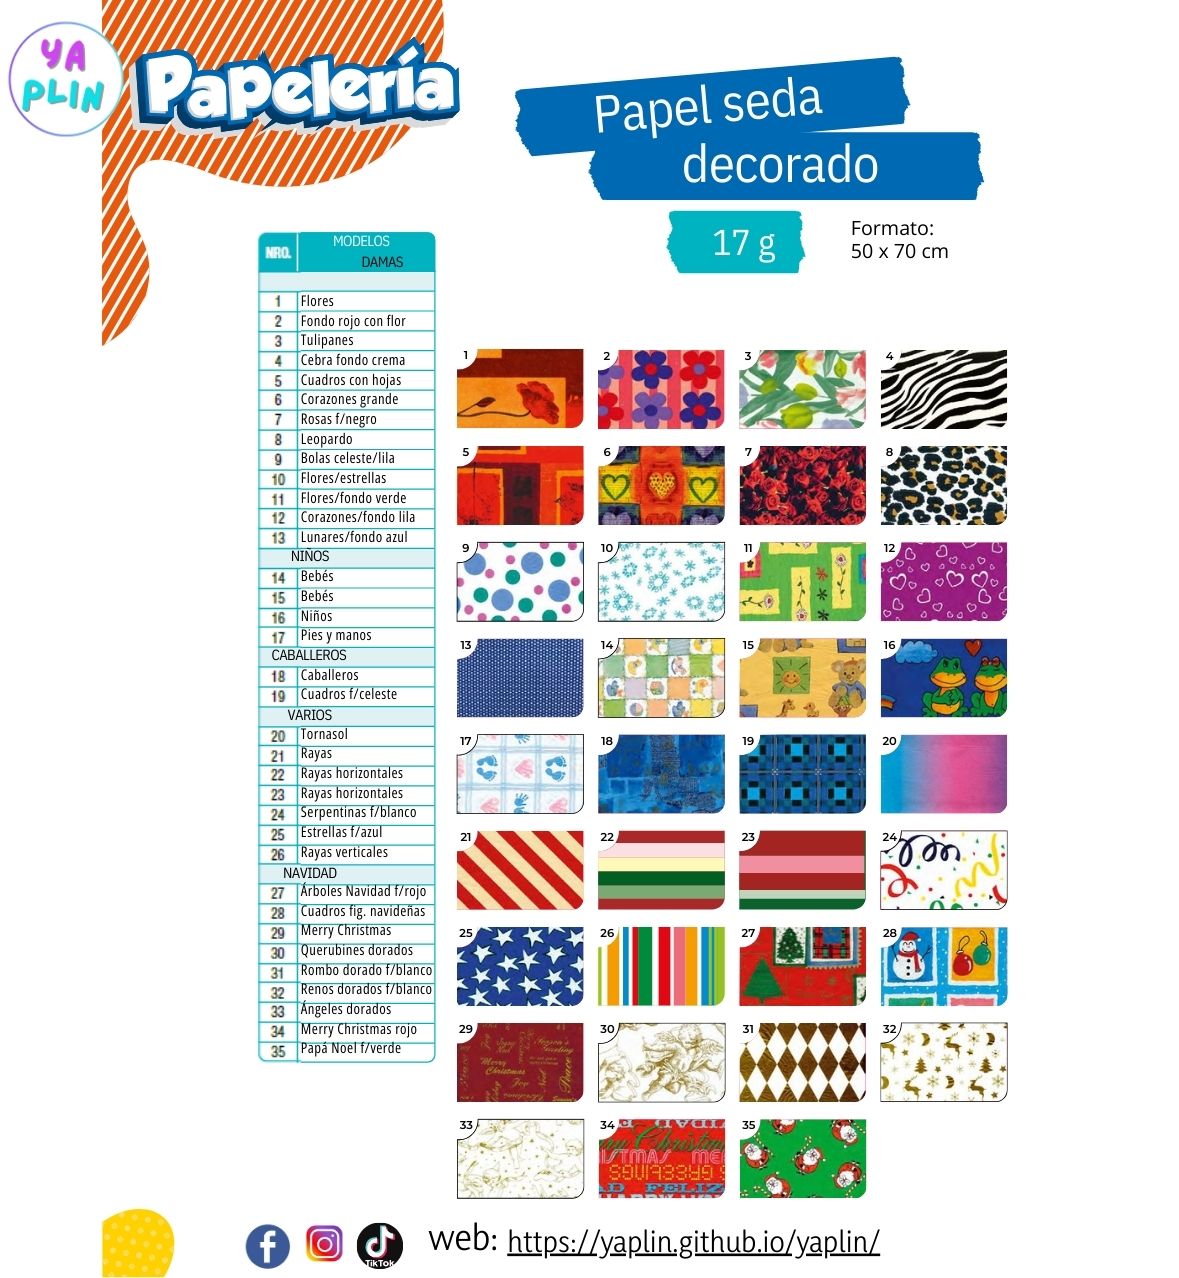 YA
PLIN
Papelería
Papel seda
decorado
17 g
Formato:
50 x 70 cm
NRO. MODELOS
DAMAS
1 Flores
2 Fondo rojo con flor
3 Tulipanes
4 Cebra fondo crema
5 Cuadros con hojas
6 Corazones grande
7 Rosas f/negro
8 Leopardo
9 Bolas celeste/lila
10 Flores/estrellas
11 Flores/fondo verde
12 Corazones/fondo lila
13 Lunares/fondo azul
NIÑOS
14 Bebés
15 Bebés
16 Niños
17 Pies y manos
CABALLEROS
18 Caballeros
19 Cuadros f/celeste
VARIOS
20 Tornasol
21 Rayas
22 Rayas horizontales
23 Rayas horizontales
24 Serpentinas f/blanco
25 Estrellas f/azul
26 Rayas verticales
NAVIDAD
27 Árboles Navidad f/rojo
28 Cuadros fig. navideñas
29 Merry Christmas
30 Querubines dorados
31 Rombo dorado f/blanco
32 Renos dorados f/blanco
33 Ángeles dorados
34 Merry Christmas rojo
35 Papá Noel f/verde
1 2 3 4
5 6 7 8
9 10 11 12
13 14 15 16
17 18 19 20
21 22 23 24
25 26 27 28
29 30 31 32
Merry
Christmas
Joy
33 34 35
FELIZ
TikTok
web: https://yaplin.github.io/yaplin/